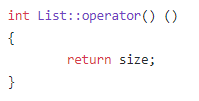 int List::operator() ()
{
        return size;
}